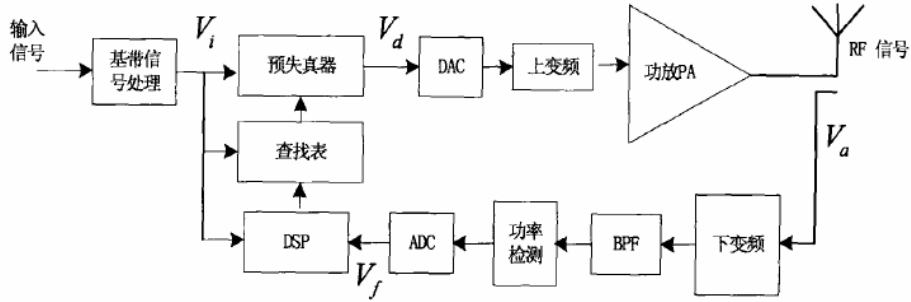 输入
信号
基带信
号处理
V_i
预失真器
V_d
DAC
上变频
功放PA
RF 信号
查找表
V_a
DSP
V_f
ADC
功率
检测
BPF
下变频